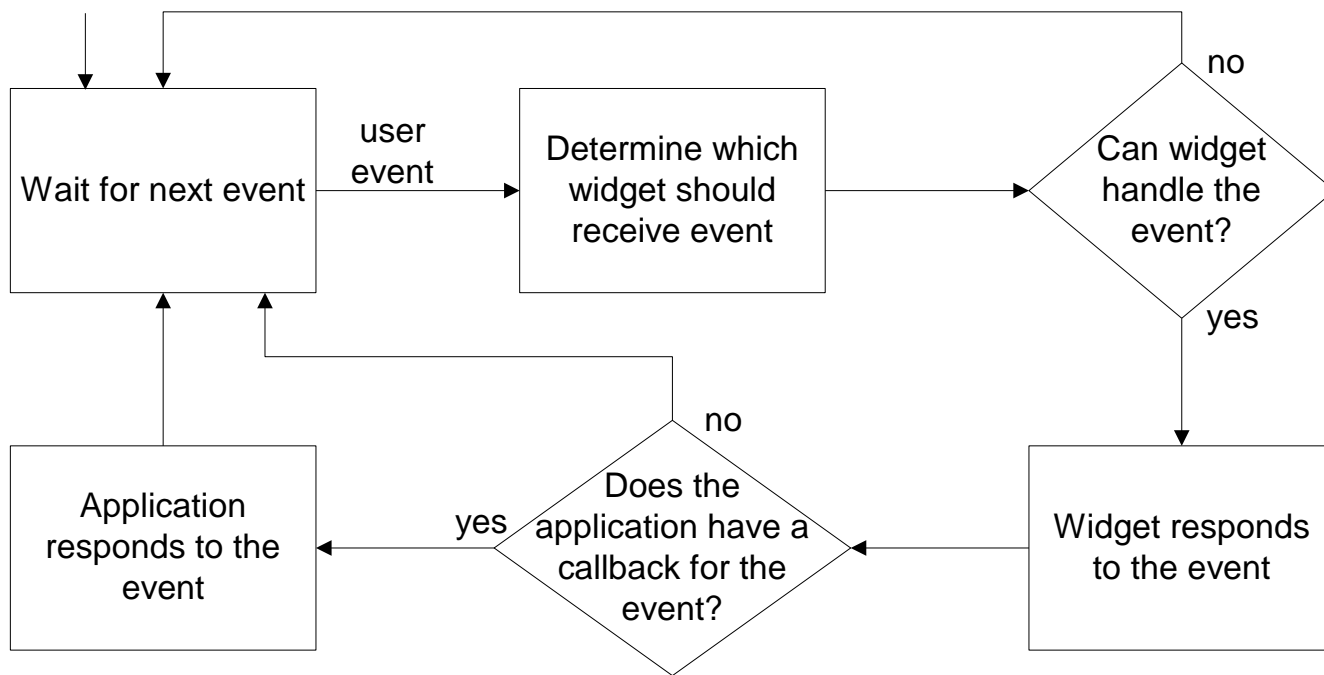 no
Wait for next event
user
event
Determine which
widget should
receive event
Can widget
handle the
event?
yes
no
Application
responds to the
event
yes
Does the
application have a
callback for the
event?
Widget responds
to the event